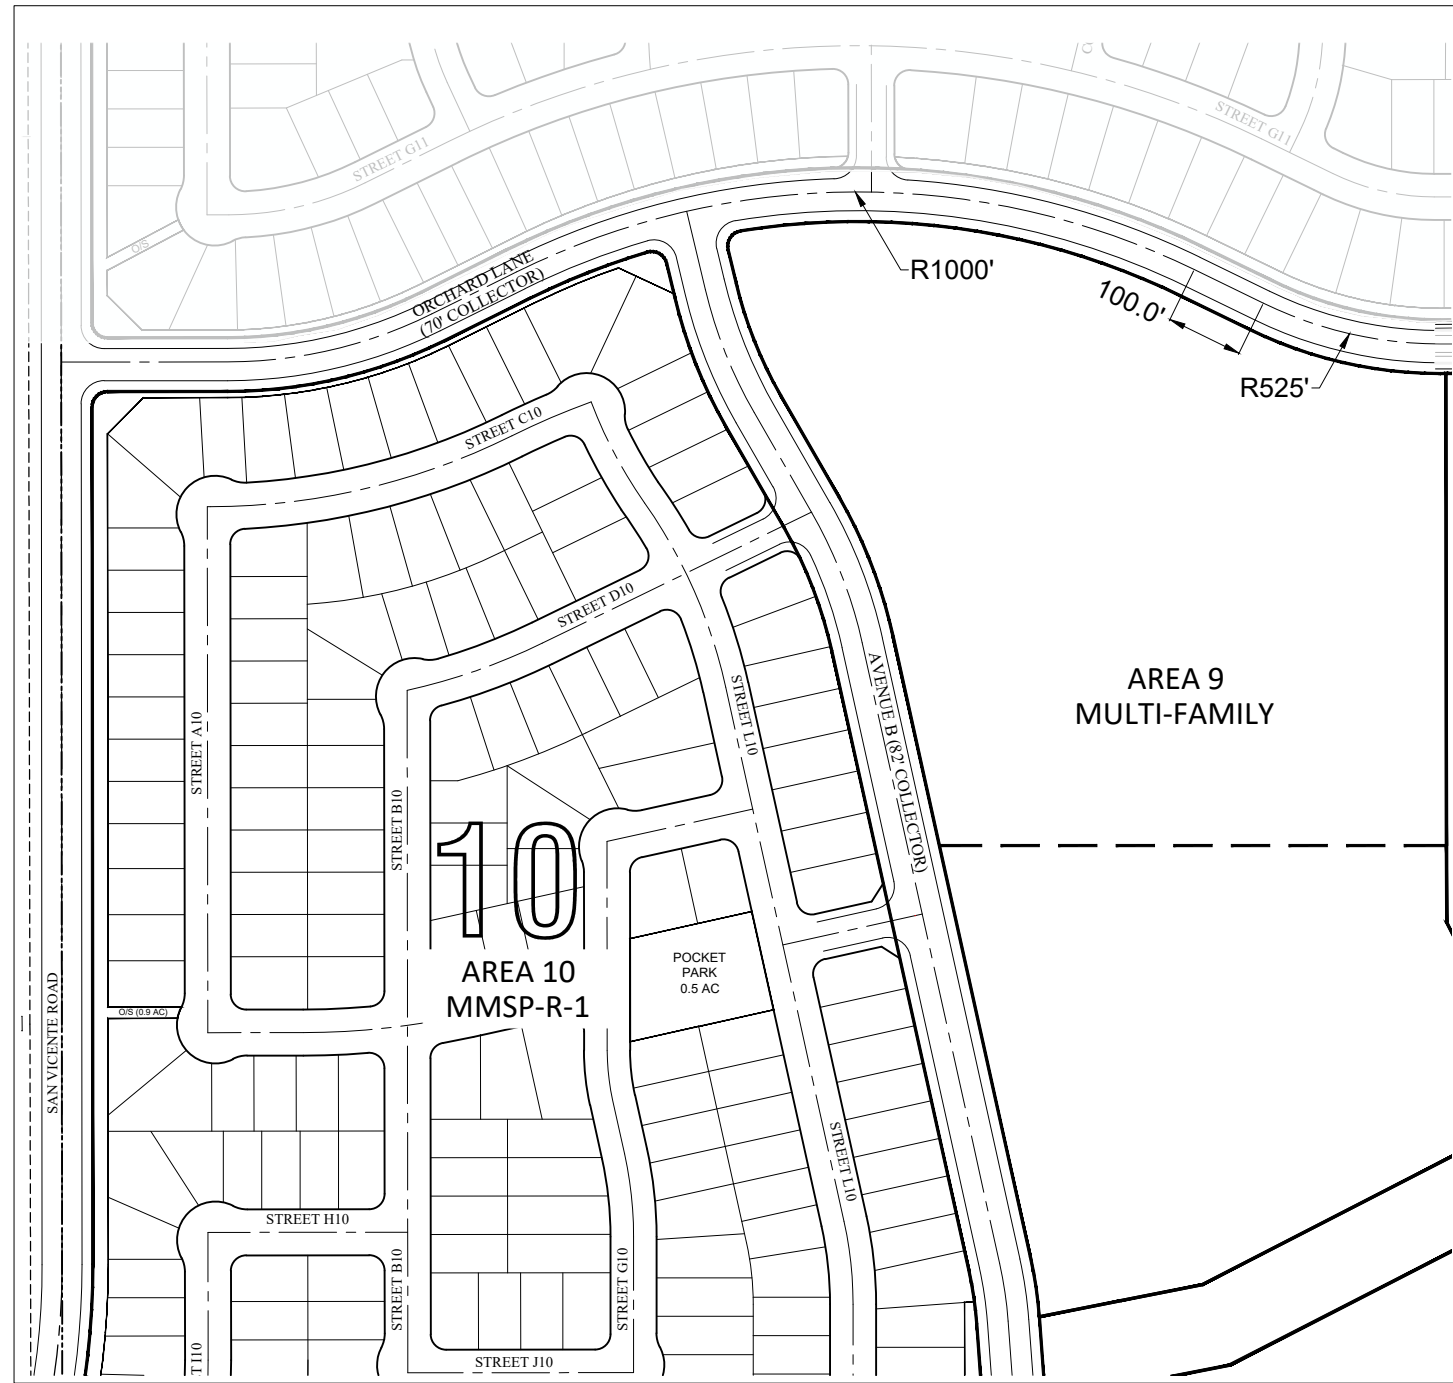 STREET G11
STREET G11
O/S
ORCHARD LANE
(70' COLLECTOR)
R1000'
100.0'
R525'
STREET C10
STREET D10
STREET A10
STREET B10
STREET L10
AVENUE B (82' COLLECTOR)
AREA 9
MULTI-FAMILY
10
AREA 10
MMSP-R-1
POCKET
PARK
0.5 AC
O/S (0.9 AC)
SAN VICENTE ROAD
STREET L10
STREET H10
STREET B10
STREET G10
STREET J10
T I10